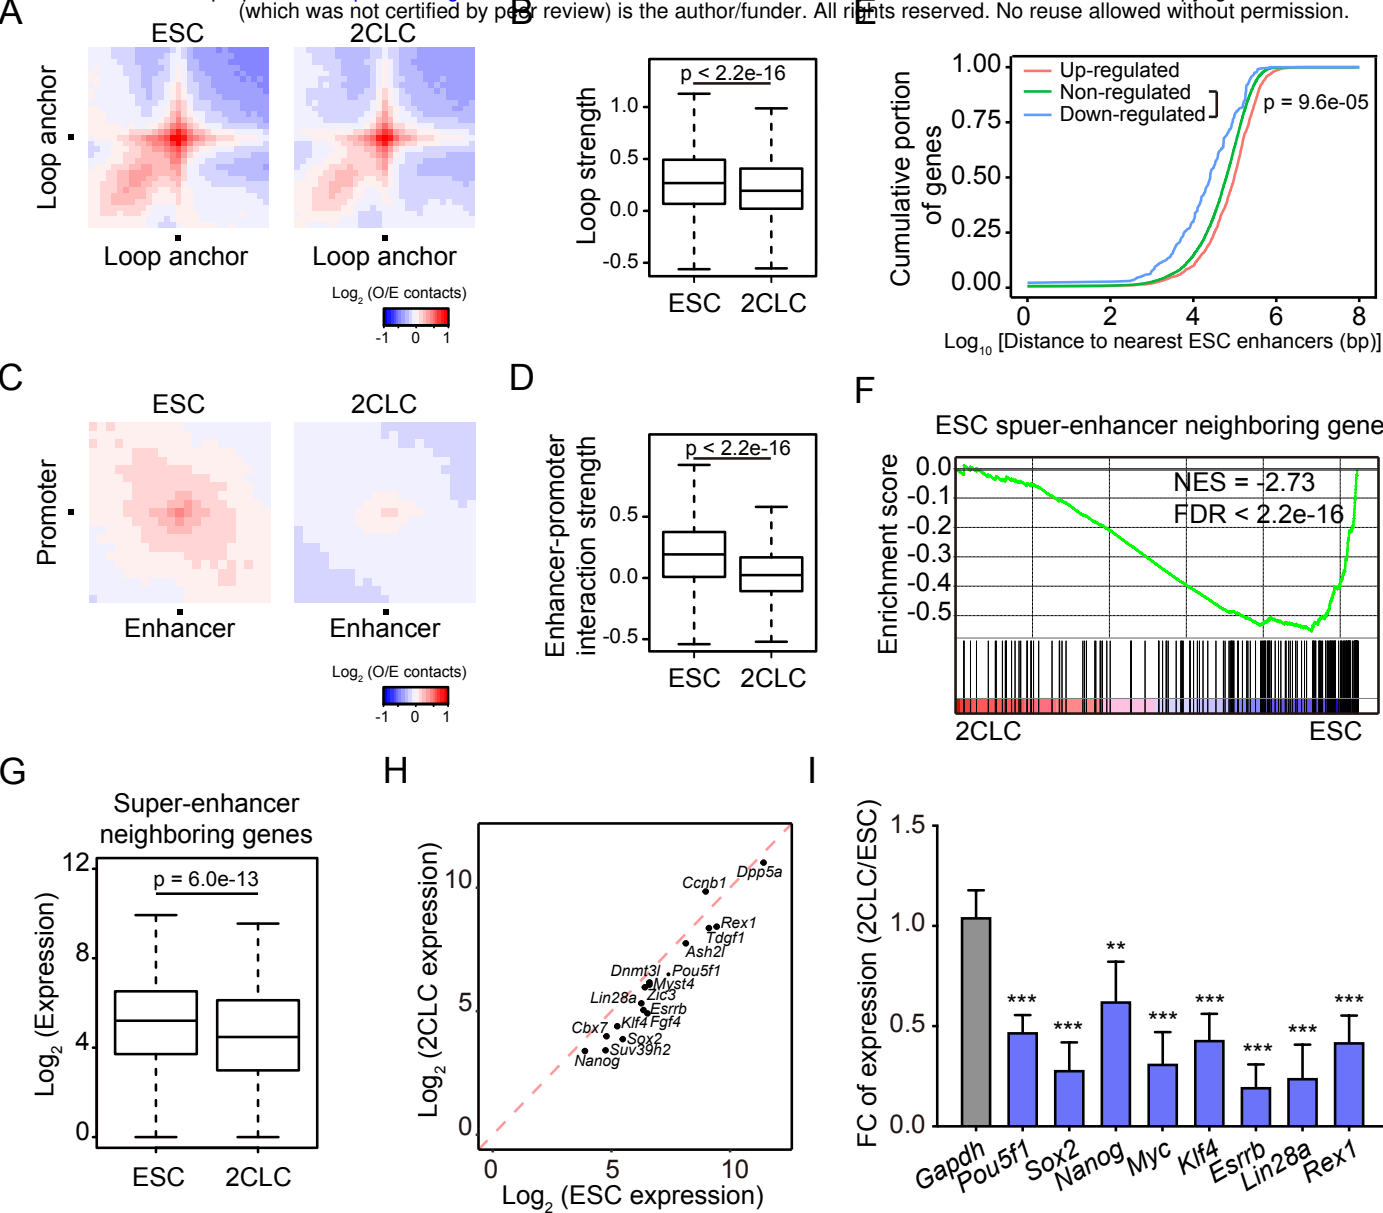 (which was not certified by peer review) is the author/funder. All rights reserved. No reuse allowed without permission.
A
ESC
2CLC
Loop anchor
Loop anchor
Loop anchor
Log2 (O/E contacts)
-1 0 1
B
p < 2.2e-16
Loop strength
1.0
0.5
0.0
-0.5
ESC 2CLC
E
Up-regulated
Non-regulated
Down-regulated
p = 9.6e-05
Cumulative portion
of genes
1.00
0.75
0.50
0.25
0.00
0 2 4 6 8
Log10 [Distance to nearest ESC enhancers (bp)]
C
ESC
2CLC
Promoter
Enhancer
Enhancer
Log2 (O/E contacts)
-1 0 1
D
p < 2.2e-16
Enhancer-promoter
interaction strength
0.5
0.0
-0.5
ESC 2CLC
F
ESC spuer-enhancer neighboring gene
Enrichment score
0.0
-0.1
-0.2
-0.3
-0.4
-0.5
NES = -2.73
FDR < 2.2e-16
2CLC
ESC
G
Super-enhancer
neighboring genes
p = 6.0e-13
Log2 (Expression)
12
8
4
0
ESC 2CLC
H
Log2 (2CLC expression)
10
5
0
Dpp5a
Ccnb1
Rex1
Tdgf1
Ash2l
Dnmt3l
Pou5f1
Myst4
Lin28a
Zic3
Esrrb
Cbx7
Klf4
Fgf4
Sox2
Suv39h2
Nanog
0 5 10
Log2 (ESC expression)
I
FC of expression (2CLC/ESC)
1.5
1.0
0.5
0.0
***
***
**
***
***
***
***
***
Gapdh
Pou5f1
Sox2
Nanog
Myc
Klf4
Esrrb
Lin28a
Rex1